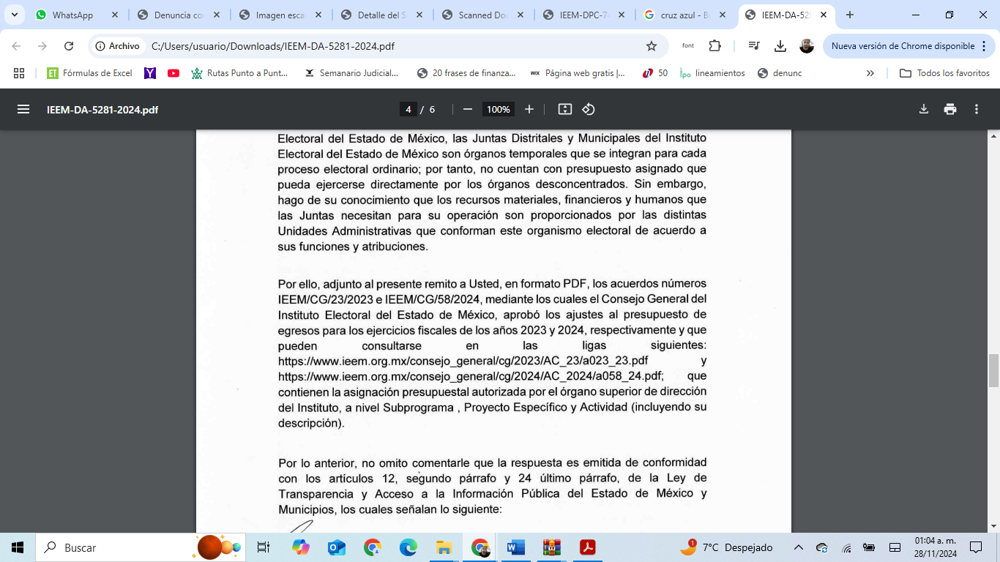 WhatsApp
Denuncia co
Imagen esca
Detalle del S
Scanned Do
IEEM-DPC-7
cruz azul - B
IEEM-DA-528
Archivo
C:/Users/usuario/Downloads/IEEM-DA-5281-2024.pdf
font
Nueva versión de Chrome disponible
Fórmulas de Excel
Rutas Punto a Punt...
Semanario Judicial...
20 frases de finanza...
WIX
Página web gratis |...
50
ipo
lineamientos
denunc
Todos los favoritos
IEEM-DA-5281-2024.pdf
4 / 6
100%
Electoral del Estado de México, las Juntas Distritales y Municipales del Instituto
Electoral del Estado de México son órganos temporales que se integran para cada
proceso electoral ordinario; por tanto, no cuentan con presupuesto asignado que
pueda ejercerse directamente por los órganos desconcentrados. Sin embargo,
hago de su conocimiento que los recursos materiales, financieros y humanos que
las Juntas necesitan para su operación son proporcionados por las distintas
Unidades Administrativas que conforman este organismo electoral de acuerdo a
sus funciones y atribuciones.
Por ello, adjunto al presente remito a Usted, en formato PDF, los acuerdos números
IEEM/CG/23/2023 e IEEM/CG/58/2024, mediante los cuales el Consejo General del
Instituto Electoral del Estado de México, aprobó los ajustes al presupuesto de
egresos para los ejercicios fiscales de los años 2023 y 2024, respectivamente y que
pueden consultarse en las ligas siguientes:
https://www.ieem.org.mx/consejo_general/cg/2023/AC_23/a023_23.pdf y
https://www.ieem.org.mx/consejo_general/cg/2024/AC_2024/a058_24.pdf; que
contienen la asignación presupuestal autorizada por el órgano superior de dirección
del Instituto, a nivel Subprograma , Proyecto Específico y Actividad (incluyendo su
descripción).
Por lo anterior, no omito comentarle que la respuesta es emitida de conformidad
con los artículos 12, segundo párrafo y 24 último párrafo, de la Ley de
Transparencia y Acceso a la Información Pública del Estado de México y
Municipios, los cuales señalan lo siguiente:
Buscar
7°C Despejado
01:04 a. m.
28/11/2024